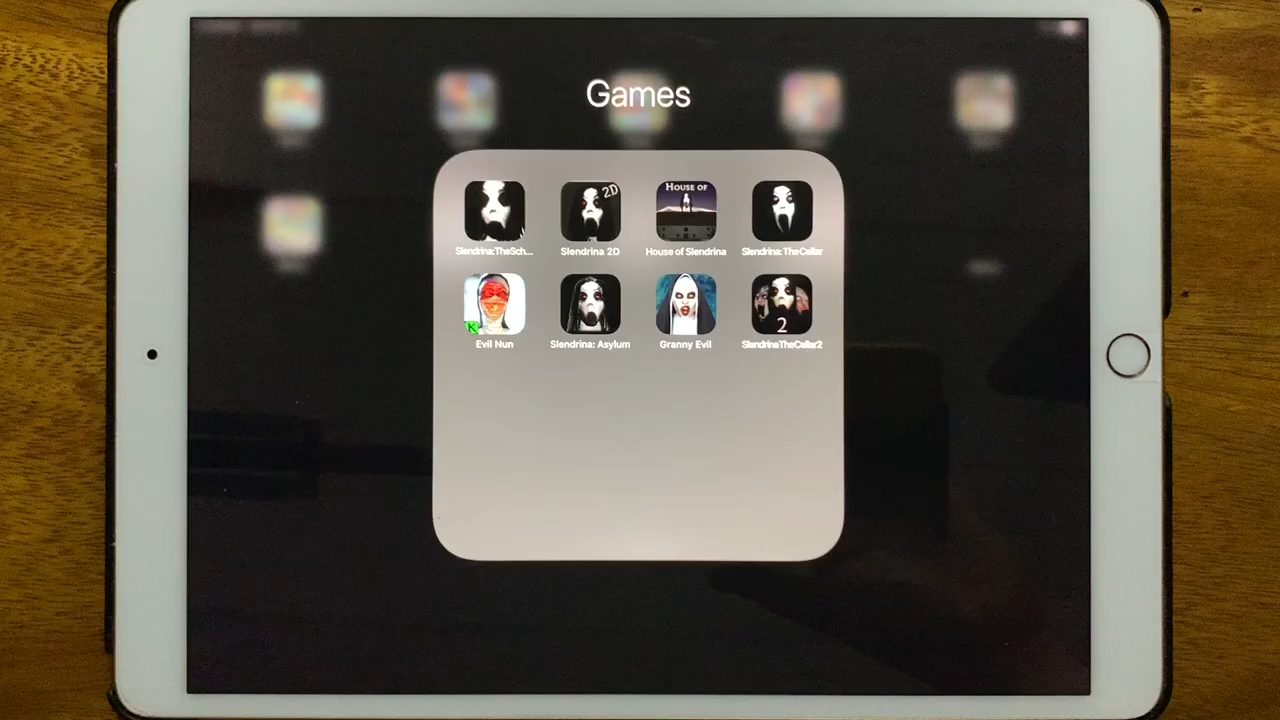 Games
2D
HOUSE OF
Slendrina:TheSch...
Slendrina 2D
House of Slendrina
Slendrina: TheCellar
K
2
Evil Nun
Slendrina: Asylum
Granny Evil
SlendrinaTheCellar2